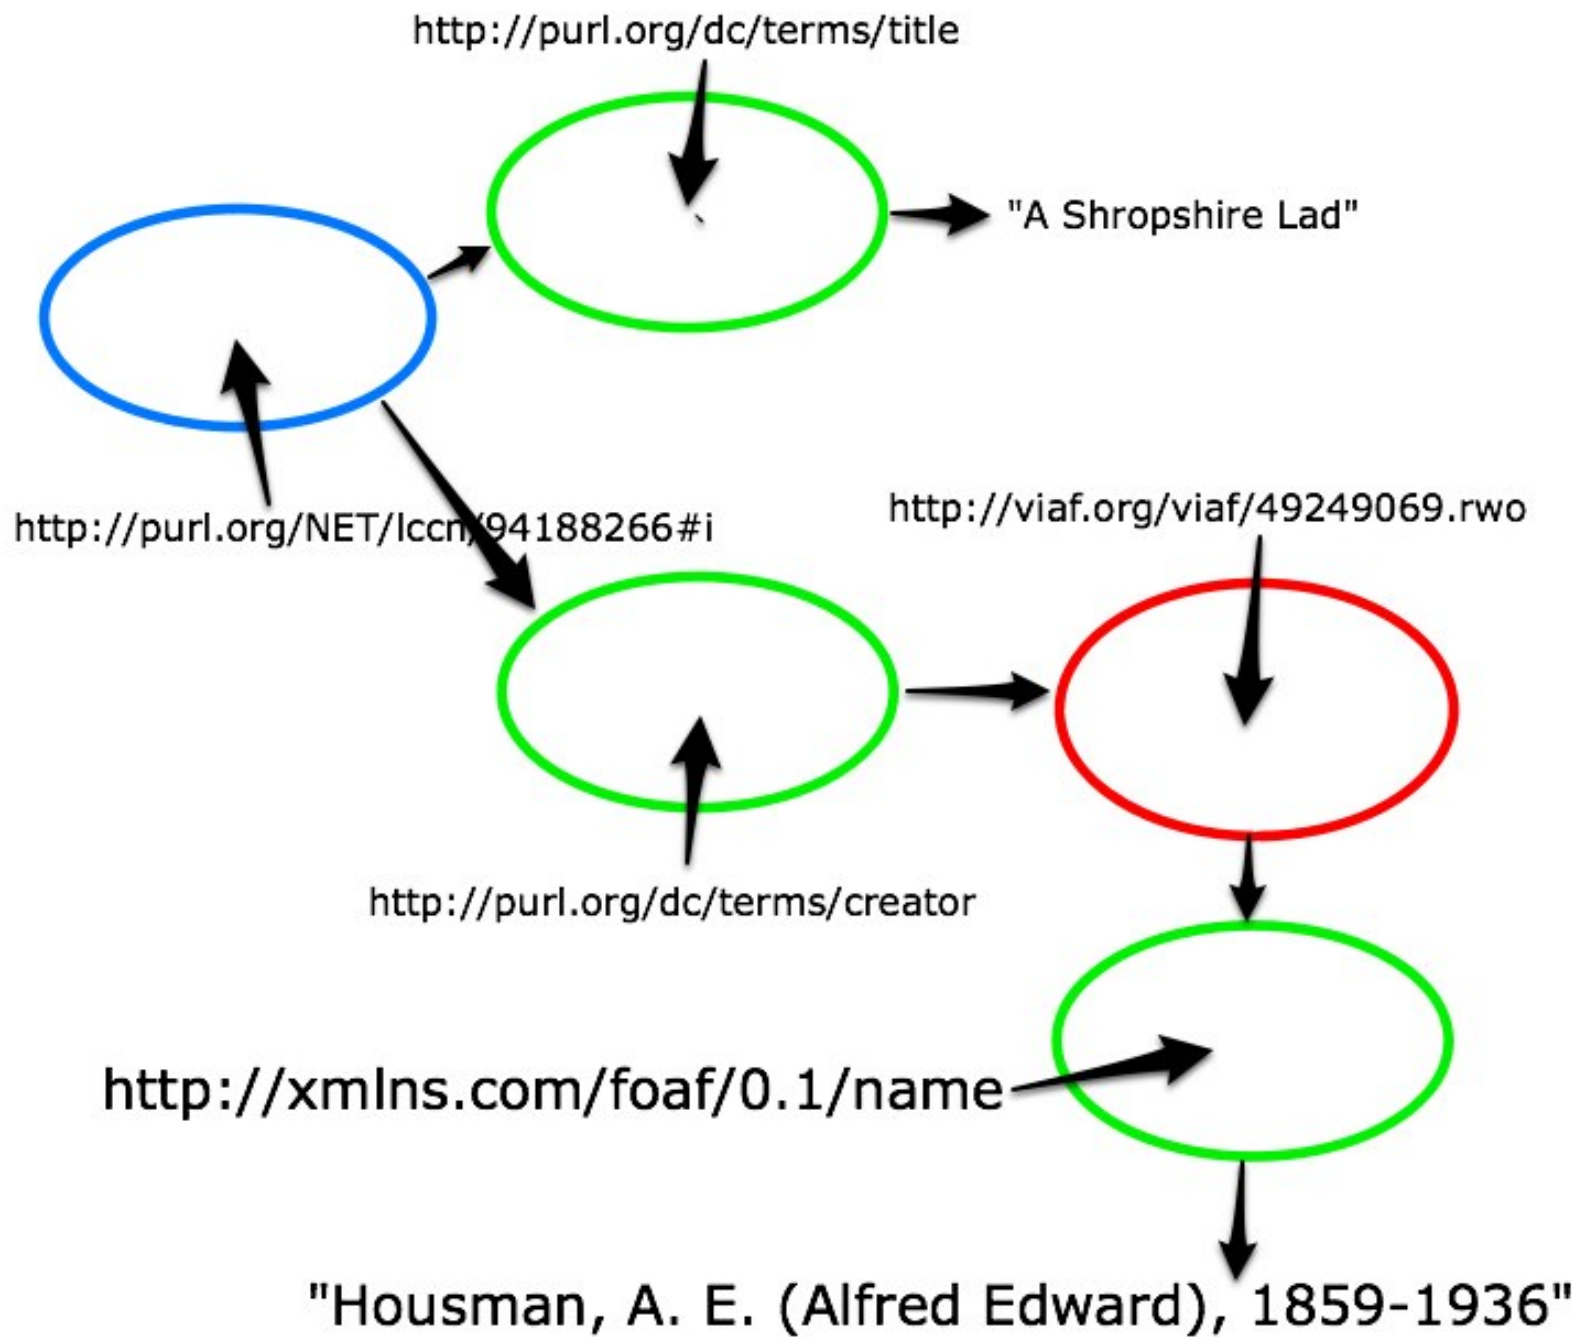 http://purl.org/dc/terms/title
"A Shropshire Lad"
http://purl.org/NET/lccn/94188266#i
http://viaf.org/viaf/49249069.rwo
http://purl.org/dc/terms/creator
http://xmlns.com/foaf/0.1/name
"Housman, A. E. (Alfred Edward), 1859-1936"